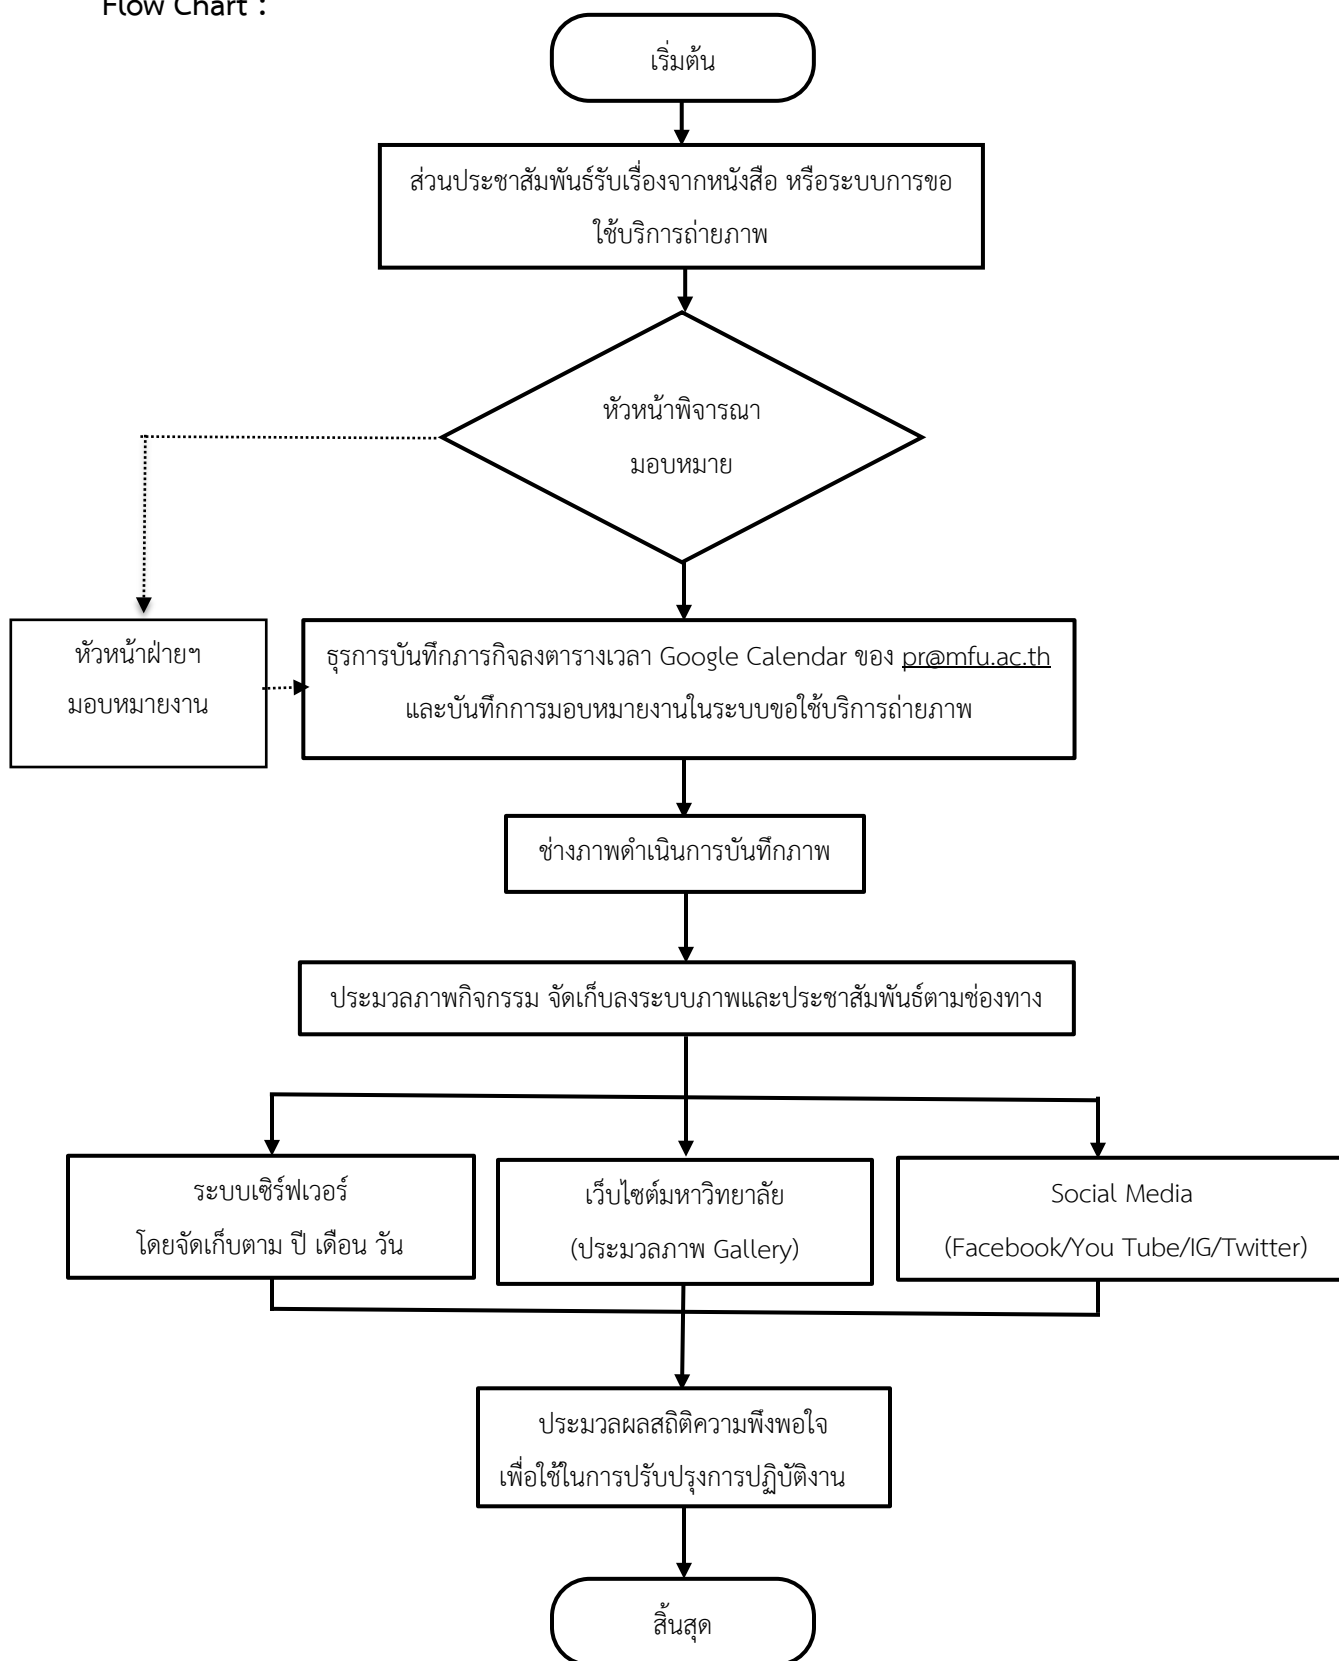 Flow Chart :
เริ่มต้น
ส่วนประชาสัมพันธ์รับเรื่องจากหนังสือ หรือระบบการขอ
ใช้บริการถ่ายภาพ
หัวหน้าพิจารณา
มอบหมาย
หัวหน้าฝ่ายฯ
มอบหมายงาน
ธุรการบันทึกภารกิจลงตารางเวลา Google Calendar ของ pr@mfu.ac.th
และบันทึกการมอบหมายงานในระบบขอใช้บริการถ่ายภาพ
ช่างภาพดำเนินการบันทึกภาพ
ประมวลภาพกิจกรรม จัดเก็บลงระบบภาพและประชาสัมพันธ์ตามช่องทาง
ระบบเซิร์ฟเวอร์
โดยจัดเก็บตาม ปี เดือน วัน
เว็บไซต์มหาวิทยาลัย
(ประมวลภาพ Gallery)
Social Media
(Facebook/You Tube/IG/Twitter)
ประมวลผลสถิติความพึงพอใจ
เพื่อใช้ในการปรับปรุงการปฏิบัติงาน
สิ้นสุด